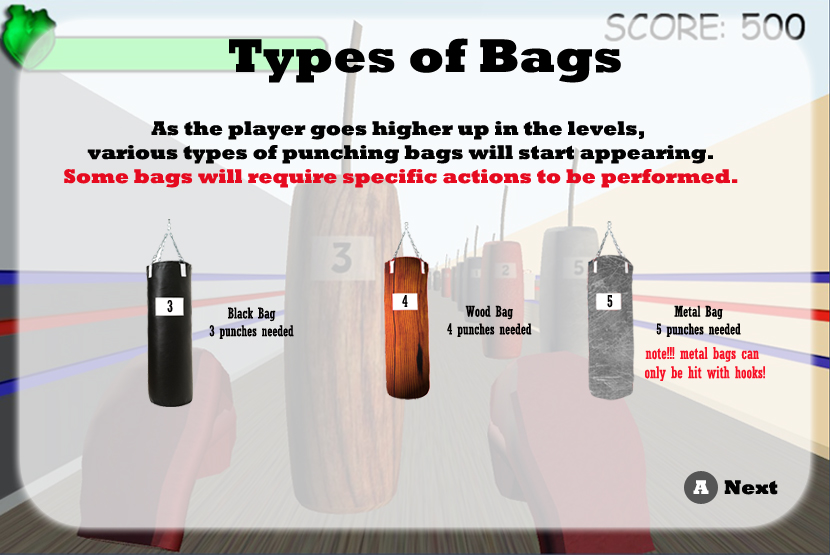 SCORE: 500
Types of Bags
As the player goes higher up in the levels,
various types of punching bags will start appearing.
Some bags will require specific actions to be performed.
3
2
5
3
Black Bag
3 punches needed
4
Wood Bag
4 punches needed
5
Metal Bag
5 punches needed
note!!! metal bags can
only be hit with hooks!
A Next